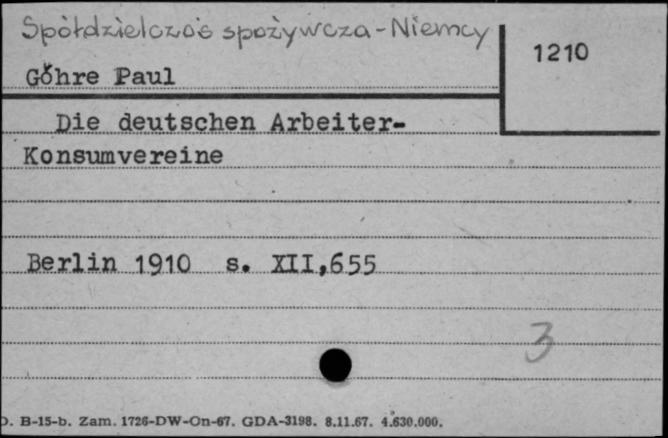 Spółdzielczość spożywcza - Niemcy
1210
Göhre Paul
Die deutschen Arbeiter-
Konsumvereine
Berlin 1910 s. XII,655
3
. B-15-b. Zam. 1726-DW-On-67. GDA-3198. 8.11.67. 4.630.000.